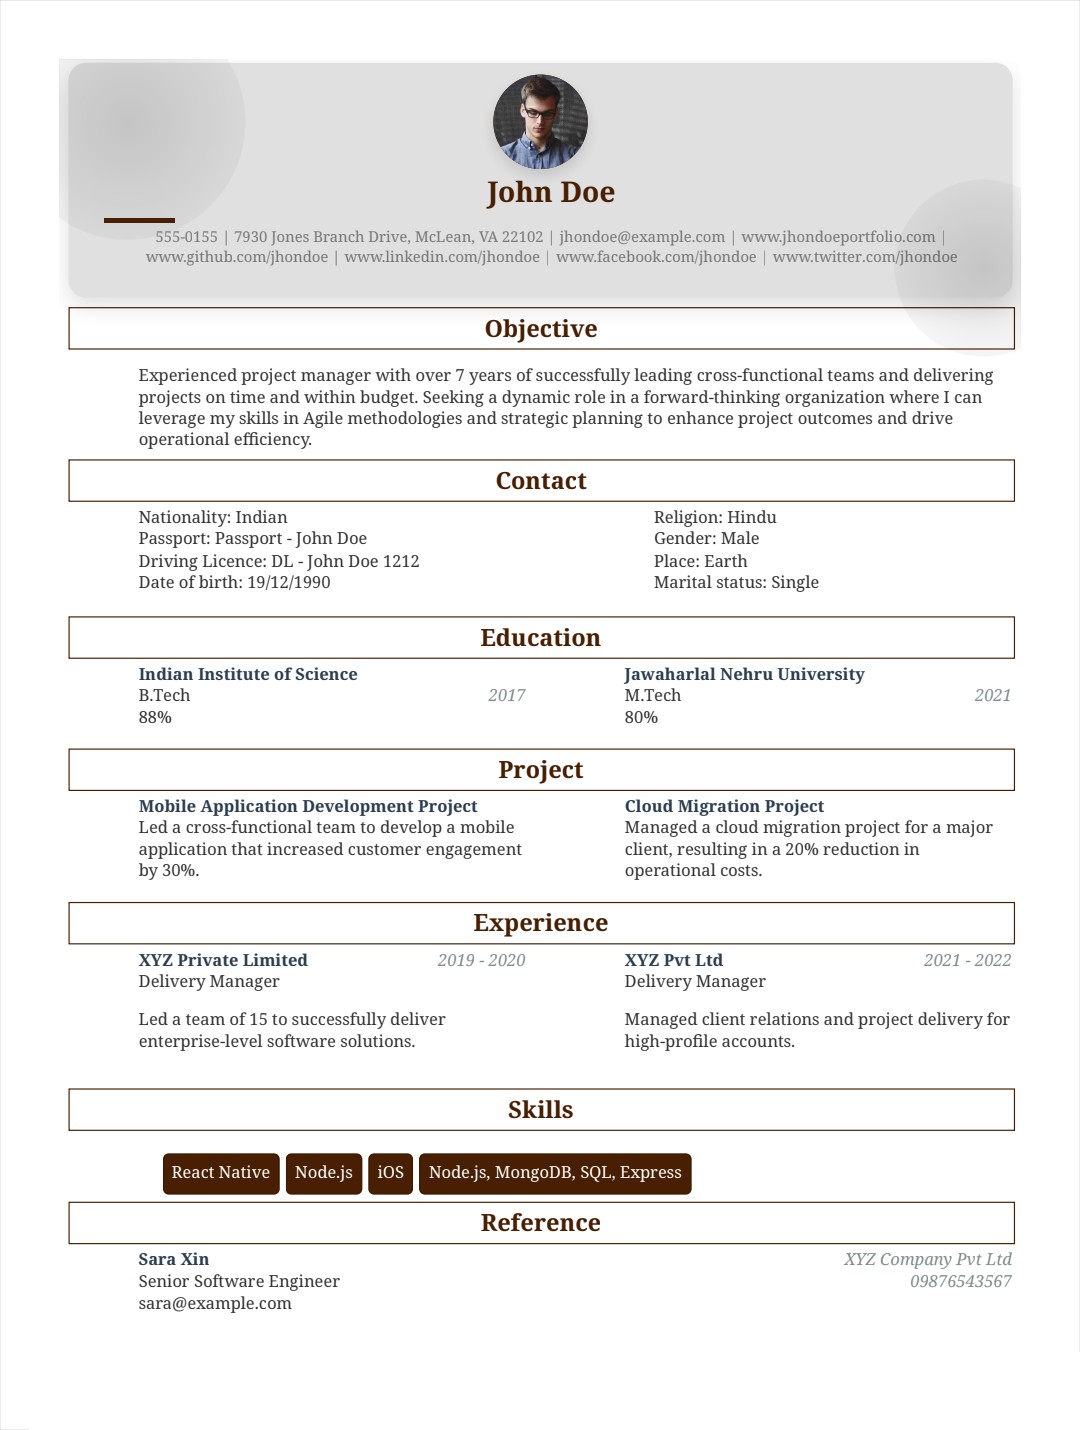 John Doe
555-0155 | 7930 Jones Branch Drive, McLean, VA 22102 | jhondoe@example.com | www.jhondoeportfolio.com |
www.github.com/jhondoe | www.linkedin.com/jhondoe | www.facebook.com/jhondoe | www.twitter.com/jhondoe
Objective
Experienced project manager with over 7 years of successfully leading cross-functional teams and delivering
projects on time and within budget. Seeking a dynamic role in a forward-thinking organization where I can
leverage my skills in Agile methodologies and strategic planning to enhance project outcomes and drive
operational efficiency.
Contact
Nationality: Indian
Passport: Passport - John Doe
Driving Licence: DL - John Doe 1212
Date of birth: 19/12/1990
Religion: Hindu
Gender: Male
Place: Earth
Marital status: Single
Education
Indian Institute of Science
B.Tech 2017
88%
Jawaharlal Nehru University
M.Tech 2021
80%
Project
Mobile Application Development Project
Led a cross-functional team to develop a mobile
application that increased customer engagement
by 30%.
Cloud Migration Project
Managed a cloud migration project for a major
client, resulting in a 20% reduction in
operational costs.
Experience
XYZ Private Limited 2019 - 2020
Delivery Manager
Led a team of 15 to successfully deliver
enterprise-level software solutions.
XYZ Pvt Ltd 2021 - 2022
Delivery Manager
Managed client relations and project delivery for
high-profile accounts.
Skills
React Native Node.js iOS Node.js, MongoDB, SQL, Express
Reference
Sara Xin XYZ Company Pvt Ltd
Senior Software Engineer 09876543567
sara@example.com